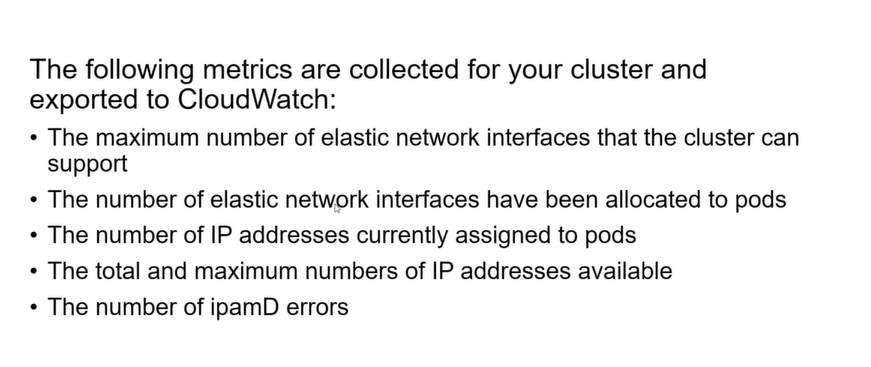 The following metrics are collected for your cluster and
exported to CloudWatch:
• The maximum number of elastic network interfaces that the cluster can
support
• The number of elastic network interfaces have been allocated to pods
• The number of IP addresses currently assigned to pods
• The total and maximum numbers of IP addresses available
• The number of ipamD errors